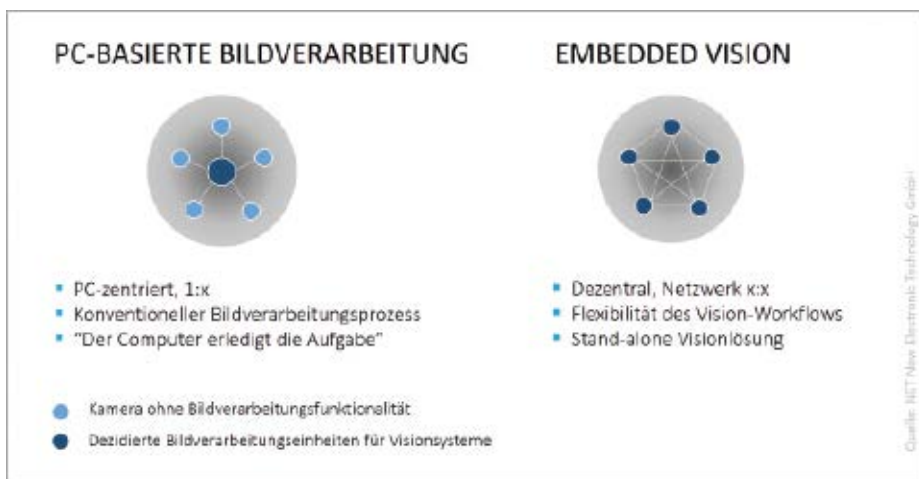 PC-BASIERTE BILDVERARBEITUNG
PC-zentriert, 1:x
Konventioneller Bildverarbeitungsprozess
"Der Computer erledigt die Aufgabe"
EMBEDDED VISION
Dezentral, Netzwerk x:x
Flexibilität des Vision-Workflows
Stand-alone Visionlösung
Kamera ohne Bildverarbeitungsfunktionalität
Dezidierte Bildverarbeitungseinheiten für Visionsysteme
Quelle: NET New Electronic Technology GmbH